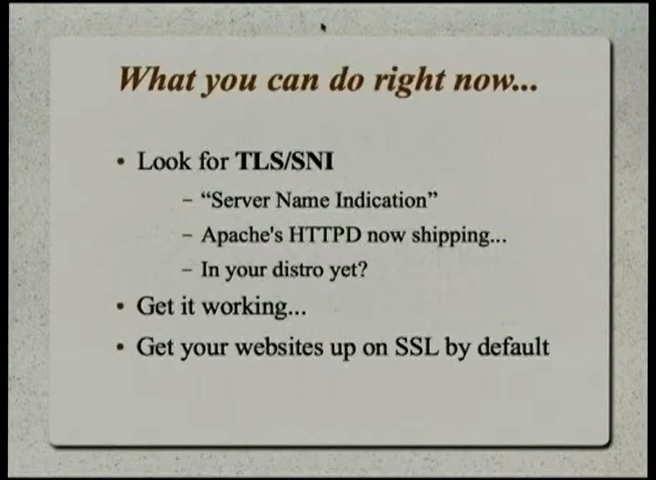 What you can do right now...
• Look for TLS/SNI
– “Server Name Indication”
– Apache's HTTPD now shipping...
– In your distro yet?
• Get it working...
• Get your websites up on SSL by default